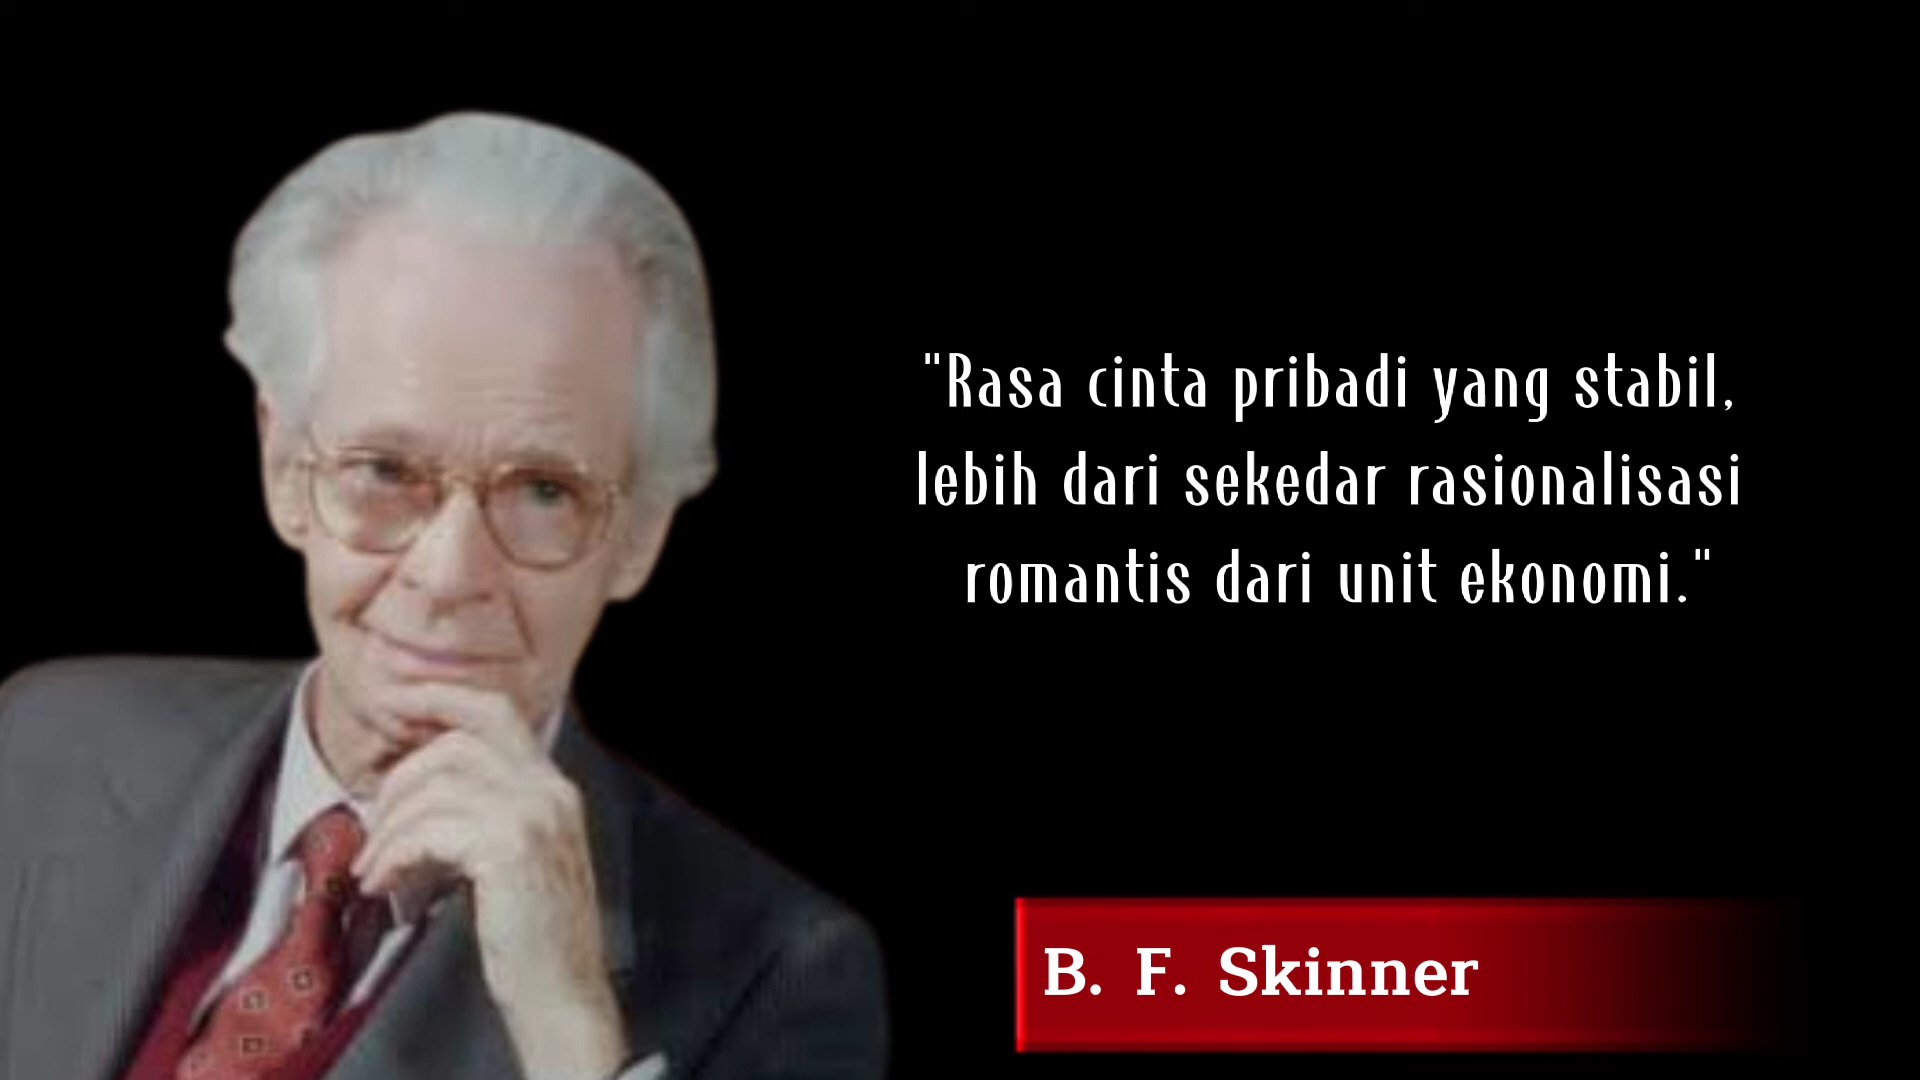 "Rasa cinta pribadi yang stabil,
lebih dari sekedar rasionalisasi
romantis dari unit ekonomi."
B. F. Skinner